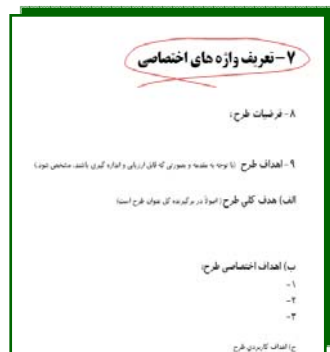 ۷- تعریف واژه های اختصاصی
۸- فرضیات طرح:
۹- اهداف طرح (با توجه به مقدمه و بصورتی که قابل ارزیابی و اندازه گیری باشند، مشخص شود.)
الف) هدف کلی طرح (اصولاً در برگیرنده کل عنوان طرح است)
ب) اهداف اختصاصی طرح:
۱-
۲-
۳-
ج) اهداف کاربردی طرح